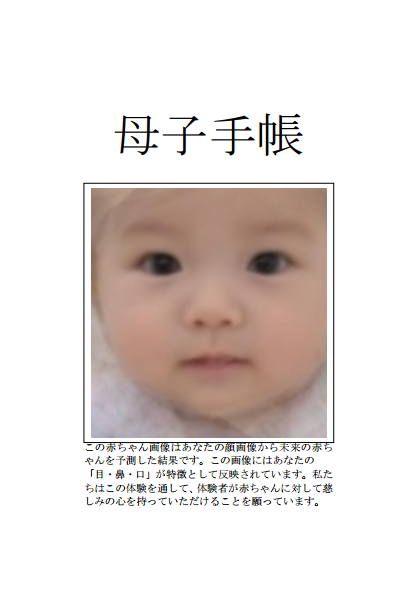 母子手帳
この赤ちゃん画像はあなたの顔画像から未来の赤ち
ゃんを予測した結果です。この画像にはあなたの
「目・鼻・口」が特徴として反映されています。私た
ちはこの体験を通して、体験者が赤ちゃんに対して慈
しみの心を持っていただけることを願っています。